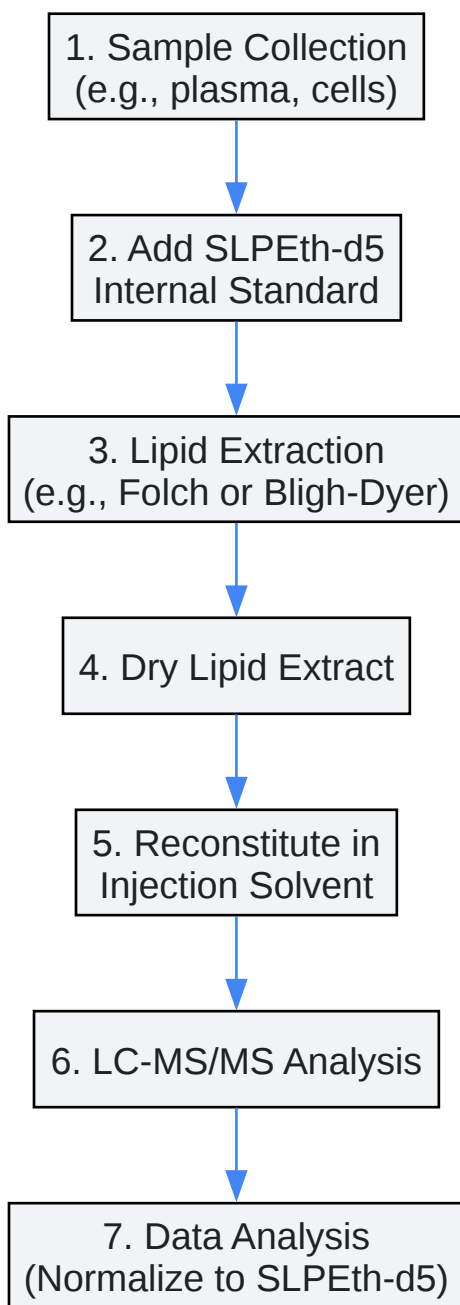 1. Sample Collection
(e.g., plasma, cells)
2. Add SLPEth-d5
Internal Standard
3. Lipid Extraction
(e.g., Folch or Bligh-Dyer)
4. Dry Lipid Extract
5. Reconstitute in
Injection Solvent
6. LC-MS/MS Analysis
7. Data Analysis
(Normalize to SLPEth-d5)